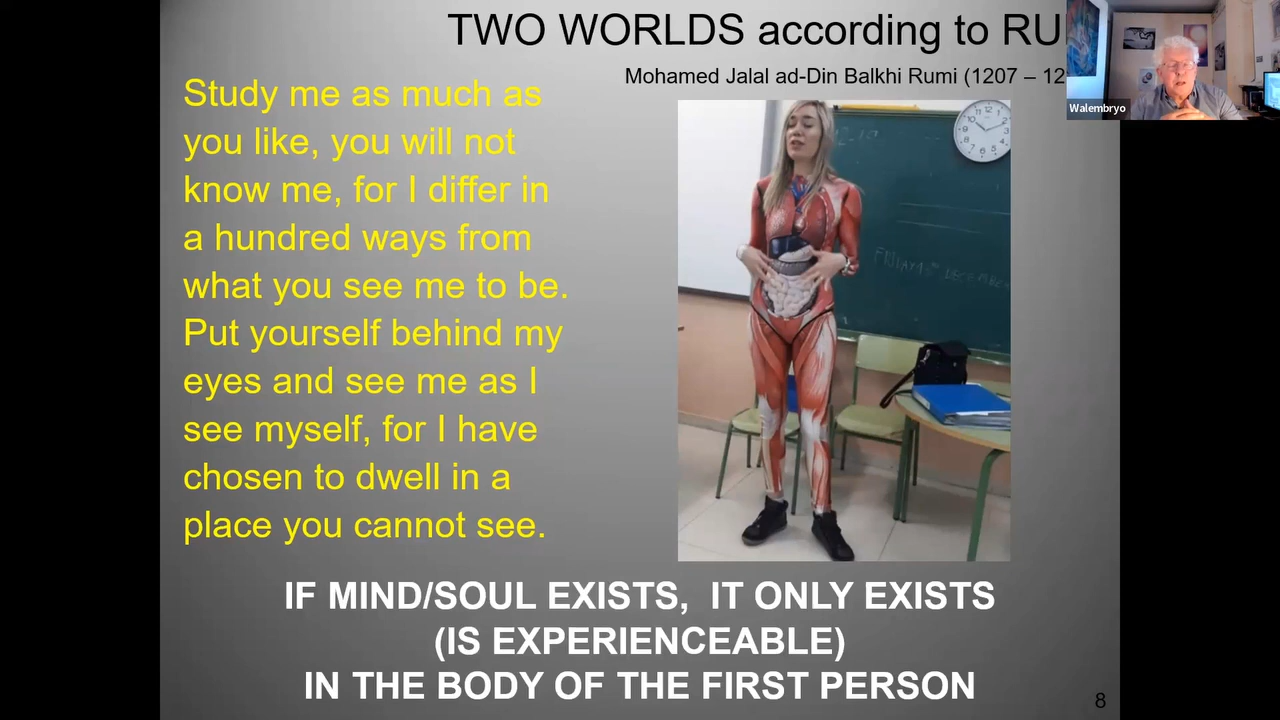 TWO WORLDS according to RU
Mohamed Jalal ad-Din Balkhi Rumi (1207 – 12
Walembryo
Study me as much as
you like, you will not
know me, for I differ in
a hundred ways from
what you see me to be.
Put yourself behind my
eyes and see me as I
see myself, for I have
chosen to dwell in a
place you cannot see.
FRIDAY 13th DECEMBER
IF MIND/SOUL EXISTS, IT ONLY EXISTS
(IS EXPERIENCEABLE)
IN THE BODY OF THE FIRST PERSON
8